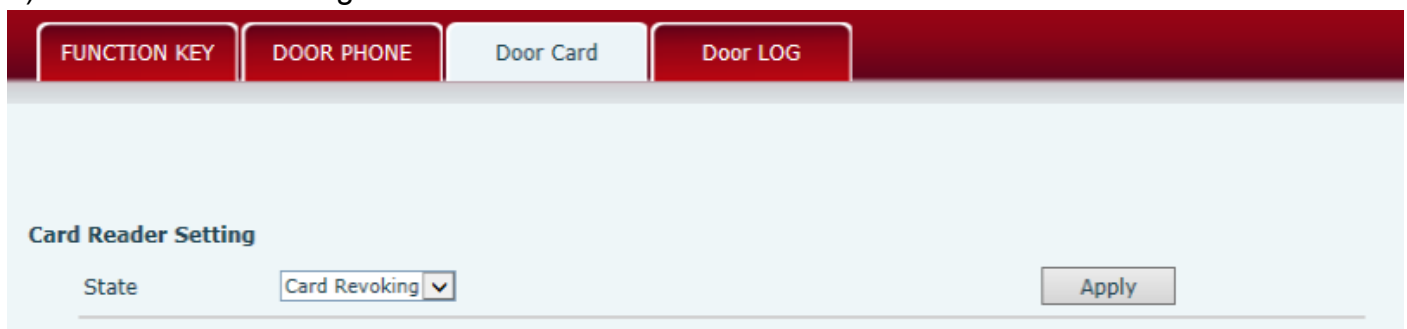 FUNCTION KEY DOOR PHONE Door Card Door LOG
Card Reader Setting
State Card Revoking Apply